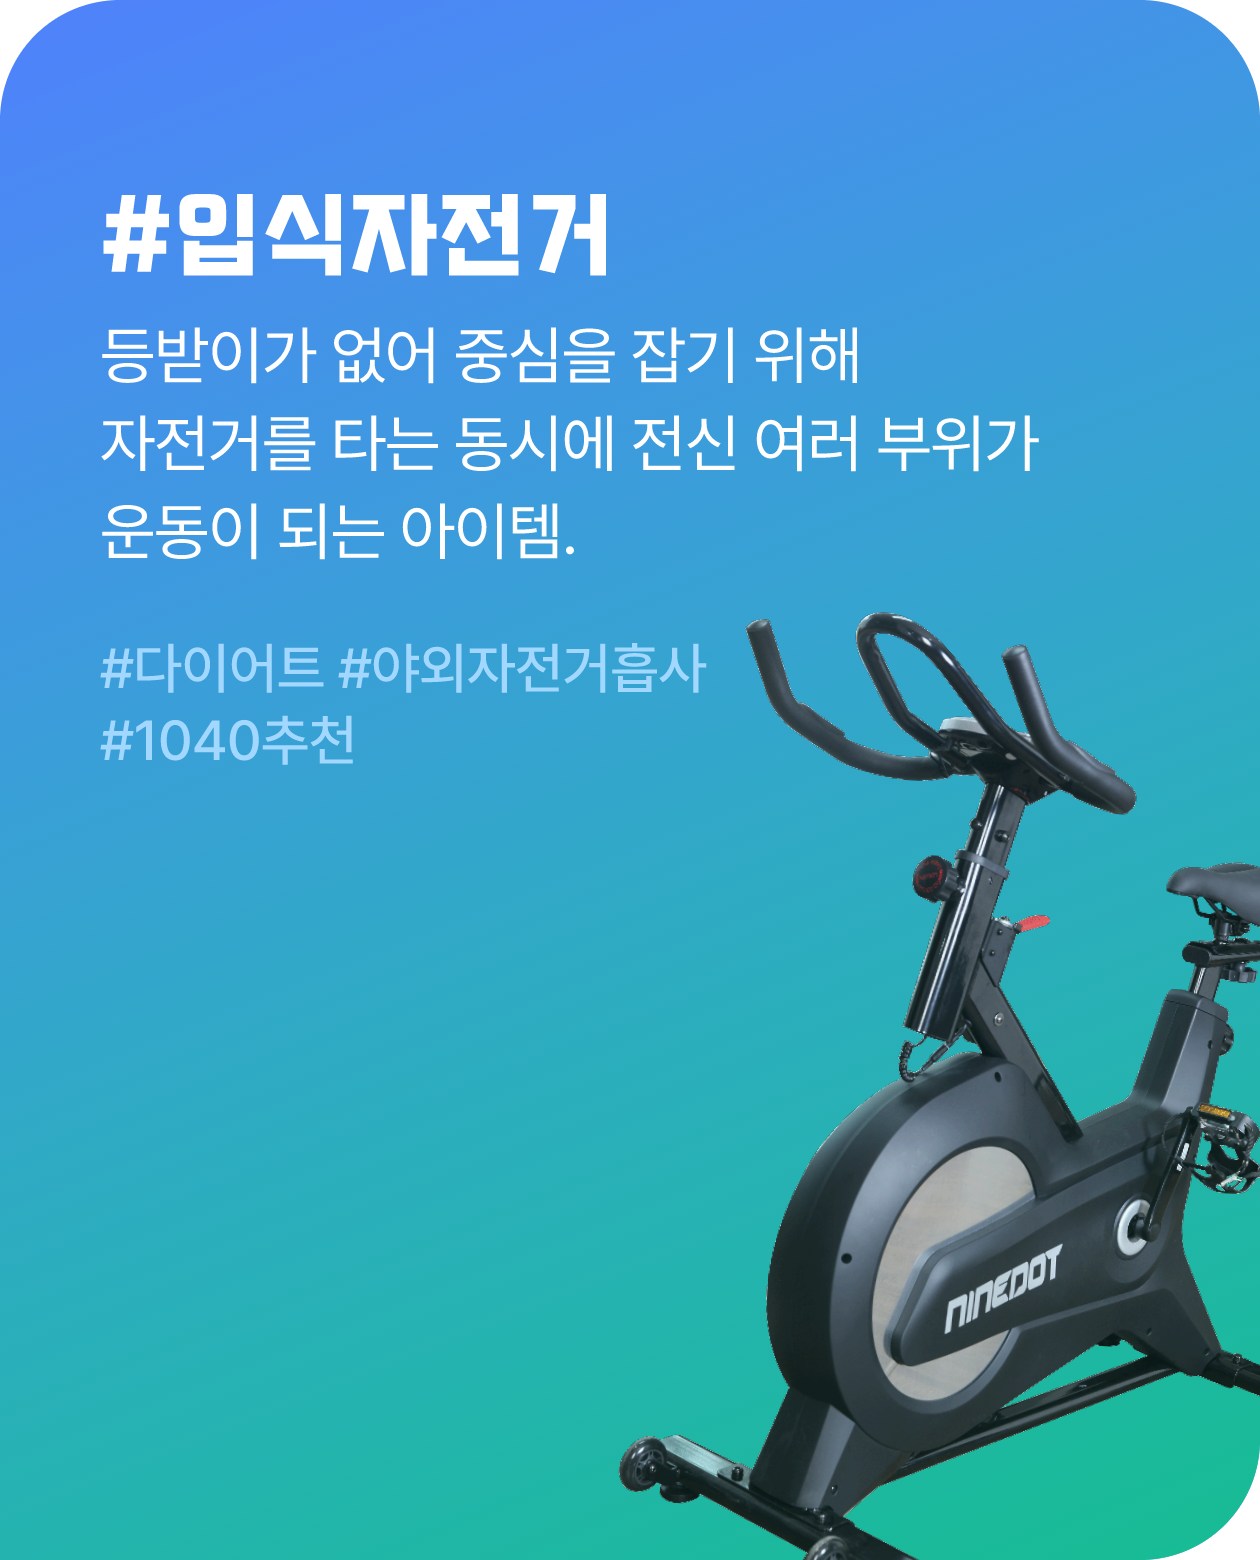 #입식자전거
등받이가 없어 중심을 잡기 위해
자전거를 타는 동시에 전신 여러 부위가
운동이 되는 아이템.
#다이어트 #야외자전거흡사
#1040추천
NINEDOT